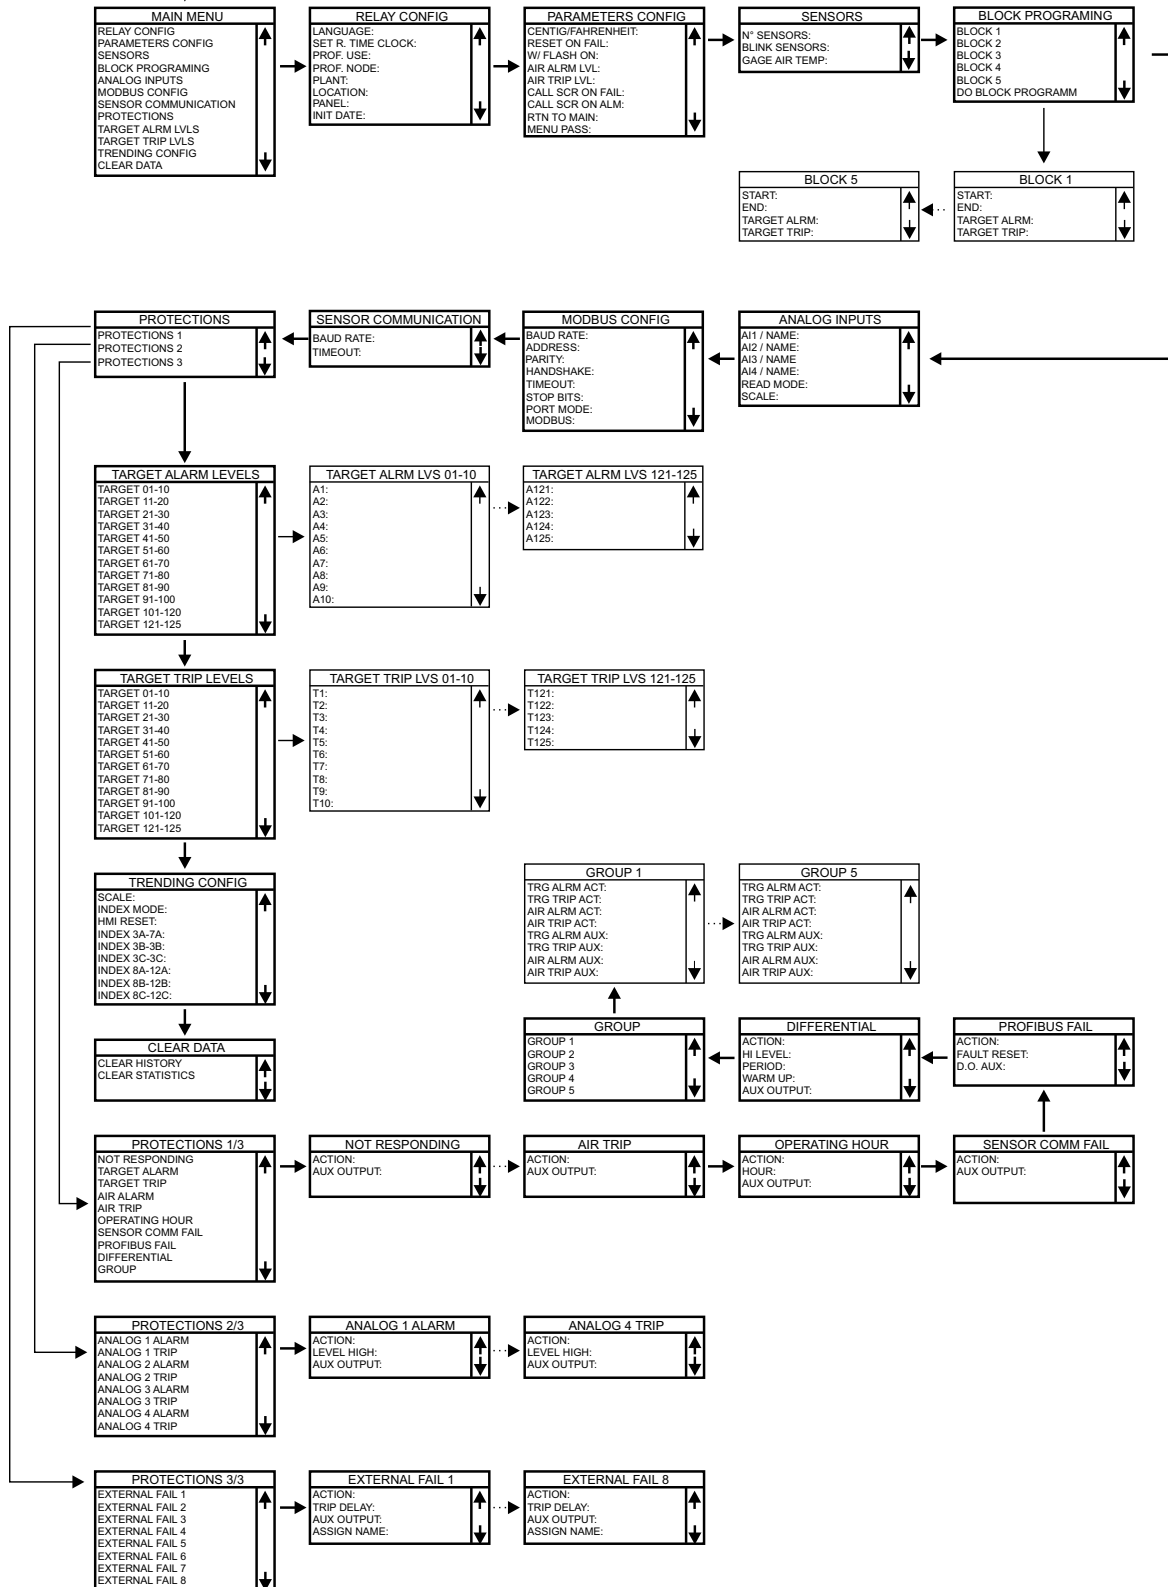 MAIN MENU
RELAY CONFIG
PARAMETERS CONFIG
SENSORS
BLOCK PROGRAMING
ANALOG INPUTS
MODBUS CONFIG
SENSOR COMMUNICATION
PROTECTIONS
TARGET ALRM LVLS
TARGET TRIP LVLS
TRENDING CONFIG
CLEAR DATA
RELAY CONFIG
LANGUAGE:
SET R. TIME CLOCK:
PROF. USE:
PROF. NODE:
PLANT:
LOCATION:
PANEL:
INIT DATE:
PARAMETERS CONFIG
CENTIG/FAHRENHEIT:
RESET ON FAIL:
W/ FLASH ON:
AIR ALRM LVL:
AIR TRIP LVL:
CALL SCR ON FAIL:
CALL SCR ON ALM:
RTN TO MAIN:
MENU PASS:
SENSORS
N° SENSORS:
BLINK SENSORS:
GAGE AIR TEMP:
BLOCK PROGRAMING
BLOCK 1
BLOCK 2
BLOCK 3
BLOCK 4
BLOCK 5
DO BLOCK PROGRAMM
BLOCK 5
START:
END:
TARGET ALRM:
TARGET TRIP:
BLOCK 1
START:
END:
TARGET ALRM:
TARGET TRIP:
PROTECTIONS
PROTECTIONS 1
PROTECTIONS 2
PROTECTIONS 3
SENSOR COMMUNICATION
BAUD RATE:
TIMEOUT:
MODBUS CONFIG
BAUD RATE:
ADDRESS:
PARITY:
HANDSHAKE:
TIMEOUT:
STOP BITS:
PORT MODE:
MODBUS:
ANALOG INPUTS
AI1 / NAME:
AI2 / NAME:
AI3 / NAME
AI4 / NAME:
READ MODE:
SCALE:
TARGET ALARM LEVELS
TARGET 01-10
TARGET 11-20
TARGET 21-30
TARGET 31-40
TARGET 41-50
TARGET 51-60
TARGET 61-70
TARGET 71-80
TARGET 81-90
TARGET 91-100
TARGET 101-120
TARGET 121-125
TARGET ALRM LVS 01-10
A1:
A2:
A3:
A4:
A5:
A6:
A7:
A8:
A9:
A10:
TARGET ALRM LVS 121-125
A121:
A122:
A123:
A124:
A125:
TARGET TRIP LEVELS
TARGET 01-10
TARGET 11-20
TARGET 21-30
TARGET 31-40
TARGET 41-50
TARGET 51-60
TARGET 61-70
TARGET 71-80
TARGET 81-90
TARGET 91-100
TARGET 101-120
TARGET 121-125
TARGET TRIP LVS 01-10
T1:
T2:
T3:
T4:
T5:
T6:
T7:
T8:
T9:
T10:
TARGET TRIP LVS 121-125
T121:
T122:
T123:
T124:
T125:
TRENDING CONFIG
SCALE:
INDEX MODE:
HMI RESET:
INDEX 3A-7A:
INDEX 3B-3B:
INDEX 3C-3C:
INDEX 8A-12A:
INDEX 8B-12B:
INDEX 8C-12C:
GROUP 1
TRG ALRM ACT:
TRG TRIP ACT:
AIR ALRM ACT:
AIR TRIP ACT:
TRG ALRM AUX:
TRG TRIP AUX:
AIR ALRM AUX:
AIR TRIP AUX:
GROUP 5
TRG ALRM ACT:
TRG TRIP ACT:
AIR ALRM ACT:
AIR TRIP ACT:
TRG ALRM AUX:
TRG TRIP AUX:
AIR ALRM AUX:
AIR TRIP AUX:
CLEAR DATA
CLEAR HISTORY
CLEAR STATISTICS
GROUP
GROUP 1
GROUP 2
GROUP 3
GROUP 4
GROUP 5
DIFFERENTIAL
ACTION:
HI LEVEL:
PERIOD:
WARM UP:
AUX OUTPUT:
PROFIBUS FAIL
ACTION:
FAULT RESET:
D.O. AUX:
PROTECTIONS 1/3
NOT RESPONDING
TARGET ALARM
TARGET TRIP
AIR ALARM
AIR TRIP
OPERATING HOUR
SENSOR COMM FAIL
PROFIBUS FAIL
DIFFERENTIAL
GROUP
NOT RESPONDING
ACTION:
AUX OUTPUT:
AIR TRIP
ACTION:
AUX OUTPUT:
OPERATING HOUR
ACTION:
HOUR:
AUX OUTPUT:
SENSOR COMM FAIL
ACTION:
AUX OUTPUT:
PROTECTIONS 2/3
ANALOG 1 ALARM
ANALOG 1 TRIP
ANALOG 2 ALARM
ANALOG 2 TRIP
ANALOG 3 ALARM
ANALOG 3 TRIP
ANALOG 4 ALARM
ANALOG 4 TRIP
ANALOG 1 ALARM
ACTION:
LEVEL HIGH:
AUX OUTPUT:
ANALOG 4 TRIP
ACTION:
LEVEL HIGH:
AUX OUTPUT:
PROTECTIONS 3/3
EXTERNAL FAIL 1
EXTERNAL FAIL 2
EXTERNAL FAIL 3
EXTERNAL FAIL 4
EXTERNAL FAIL 5
EXTERNAL FAIL 6
EXTERNAL FAIL 7
EXTERNAL FAIL 8
EXTERNAL FAIL 1
ACTION:
TRIP DELAY:
AUX OUTPUT:
ASSIGN NAME:
EXTERNAL FAIL 8
ACTION:
TRIP DELAY:
AUX OUTPUT:
ASSIGN NAME: